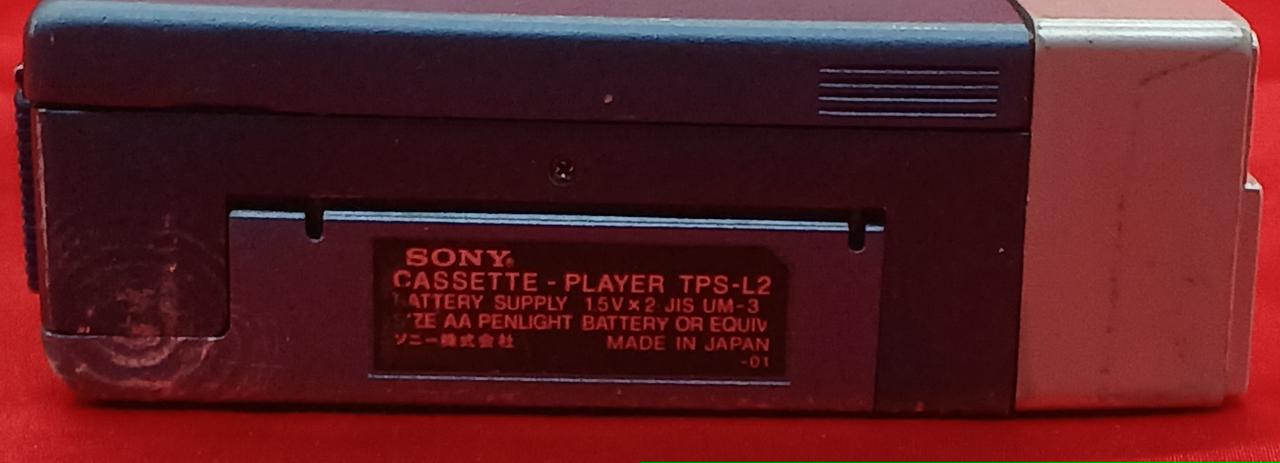 SONY
CASSETTE - PLAYER TPS-L2
BATTERY SUPPLY 1.5V×2 JIS UM-3
SIZE AA PENLIGHT BATTERY OR EQUIV
ソニー株式会社 MADE IN JAPAN
-01